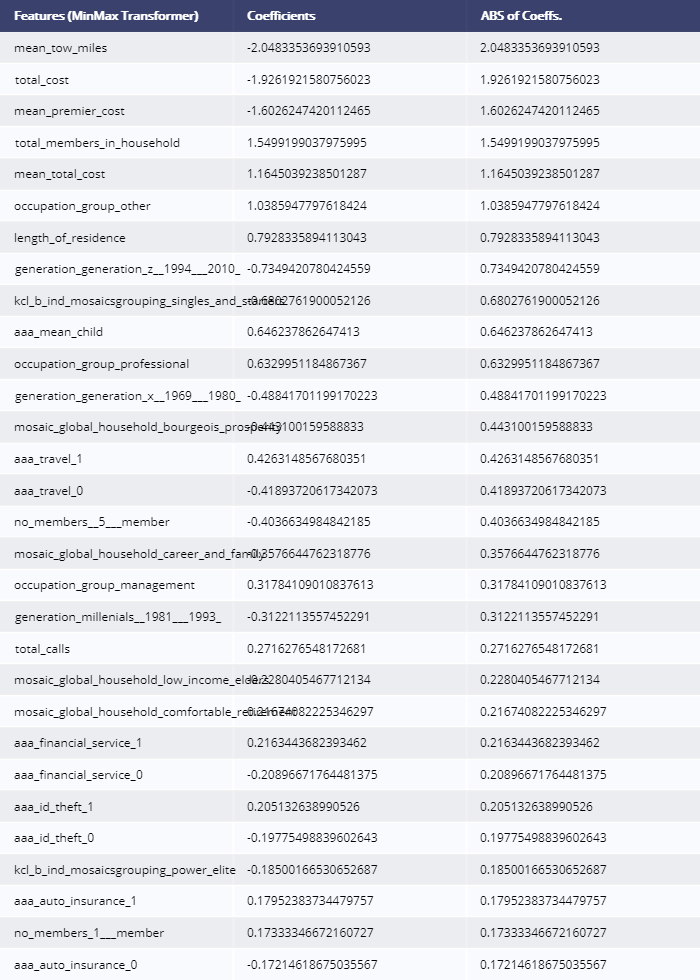 Features (MinMax Transformer) Coefficients ABS of Coeffs.
mean_tow_miles -2.0483353693910593 2.0483353693910593
total_cost -1.9261921580756023 1.9261921580756023
mean_premier_cost -1.6026247420112465 1.6026247420112465
total_members_in_household 1.5499199037975995 1.5499199037975995
mean_total_cost 1.1645039238501287 1.1645039238501287
occupation_group_other 1.0385947797618424 1.0385947797618424
length_of_residence 0.7928335894113043 0.7928335894113043
generation_generation_z__1994___2010_ -0.7349420780424559 0.7349420780424559
kcl_b_ind_mosaicsgrouping_singles_and_starters -0.6802761900052126 0.6802761900052126
aaa_mean_child 0.646237862647413 0.646237862647413
occupation_group_professional 0.6329951184867367 0.6329951184867367
generation_generation_x__1969___1980_ -0.48841701199170223 0.48841701199170223
mosaic_global_household_bourgeois_prosperity -0.443100159588833 0.443100159588833
aaa_travel_1 0.4263148567680351 0.4263148567680351
aaa_travel_0 -0.41893720617342073 0.41893720617342073
no_members__5___member -0.4036634984842185 0.4036634984842185
mosaic_global_household_career_and_family -0.3576644762318776 0.3576644762318776
occupation_group_management 0.31784109010837613 0.31784109010837613
generation_millenials__1981___1993_ -0.3122113557452291 0.3122113557452291
total_calls 0.2716276548172681 0.2716276548172681
mosaic_global_household_low_income_elders -0.2280405467712134 0.2280405467712134
mosaic_global_household_comfortable_retirement 0.21674082225346297 0.21674082225346297
aaa_financial_service_1 0.2163443682393462 0.2163443682393462
aaa_financial_service_0 -0.20896671764481375 0.20896671764481375
aaa_id_theft_1 0.205132638990526 0.205132638990526
aaa_id_theft_0 -0.19775498839602643 0.19775498839602643
kcl_b_ind_mosaicsgrouping_power_elite -0.18500166530652687 0.18500166530652687
aaa_auto_insurance_1 0.17952383734479757 0.17952383734479757
no_members_1___member 0.17333346672160727 0.17333346672160727
aaa_auto_insurance_0 -0.17214618675035567 0.17214618675035567